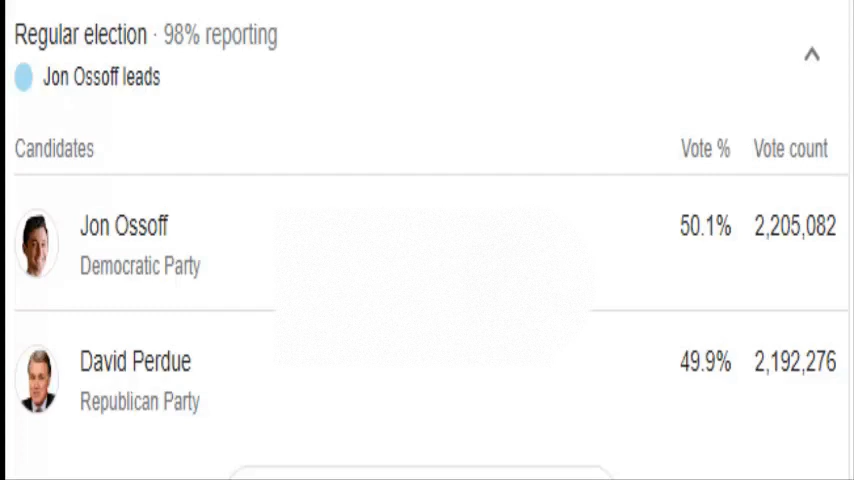 Regular election · 98% reporting
Jon Ossoff leads
Candidates Vote % Vote count
Jon Ossoff 50.1% 2,205,082
Democratic Party
David Perdue 49.9% 2,192,276
Republican Party